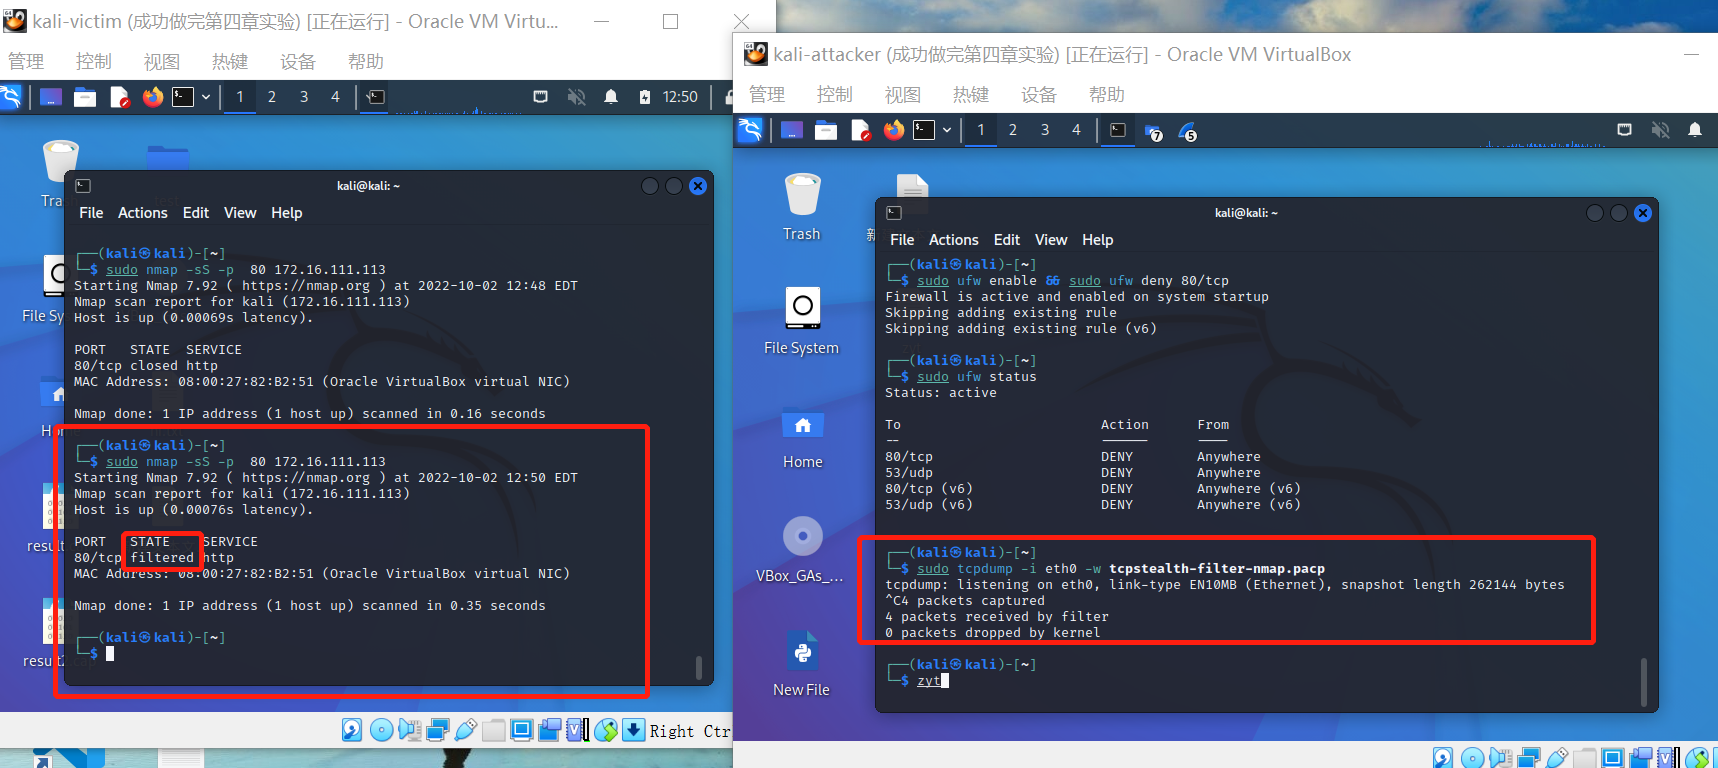 kali-victim (成功做完第四章实验) [正在运行] - Oracle VM Virtu...
管理 控制 视图 热键 设备 帮助
1 2 3 4 12:50
Trash
File Sy
Home
result
result2.cap
kali@kali: ~
File Actions Edit View Help
┌──(kali㉿kali)-[~]
└─$ sudo nmap -sS -p  80 172.16.111.113
Starting Nmap 7.92 ( https://nmap.org ) at 2022-10-02 12:48 EDT
Nmap scan report for kali (172.16.111.113)
Host is up (0.00069s latency).
PORT   STATE  SERVICE
80/tcp closed http
MAC Address: 08:00:27:82:B2:51 (Oracle VirtualBox virtual NIC)
Nmap done: 1 IP address (1 host up) scanned in 0.16 seconds
┌──(kali㉿kali)-[~]
└─$ sudo nmap -sS -p  80 172.16.111.113
Starting Nmap 7.92 ( https://nmap.org ) at 2022-10-02 12:50 EDT
Nmap scan report for kali (172.16.111.113)
Host is up (0.00076s latency).
PORT   STATE    SERVICE
80/tcp filtered http
MAC Address: 08:00:27:82:B2:51 (Oracle VirtualBox virtual NIC)
Nmap done: 1 IP address (1 host up) scanned in 0.35 seconds
┌──(kali㉿kali)-[~]
└─$
Right Ctr
kali-attacker (成功做完第四章实验) [正在运行] - Oracle VM VirtualBox
管理 控制 视图 热键 设备 帮助
1 2 3 4 7 5
Trash
File System
Home
VBox_GAs_...
New File
新
kali@kali: ~
File Actions Edit View Help
┌──(kali㉿kali)-[~]
└─$ sudo ufw enable && sudo ufw deny 80/tcp
Firewall is active and enabled on system startup
Skipping adding existing rule
Skipping adding existing rule (v6)
┌──(kali㉿kali)-[~]
└─$ sudo ufw status
Status: active
To Action From
-- ------ ----
80/tcp DENY Anywhere
53/udp DENY Anywhere
80/tcp (v6) DENY Anywhere (v6)
53/udp (v6) DENY Anywhere (v6)
┌──(kali㉿kali)-[~]
└─$ sudo tcpdump -i eth0 -w tcpstealth-filter-nmap.pacp
tcpdump: listening on eth0, link-type EN10MB (Ethernet), snapshot length 262144 bytes
^C4 packets captured
4 packets received by filter
0 packets dropped by kernel
┌──(kali㉿kali)-[~]
└─$ zyt